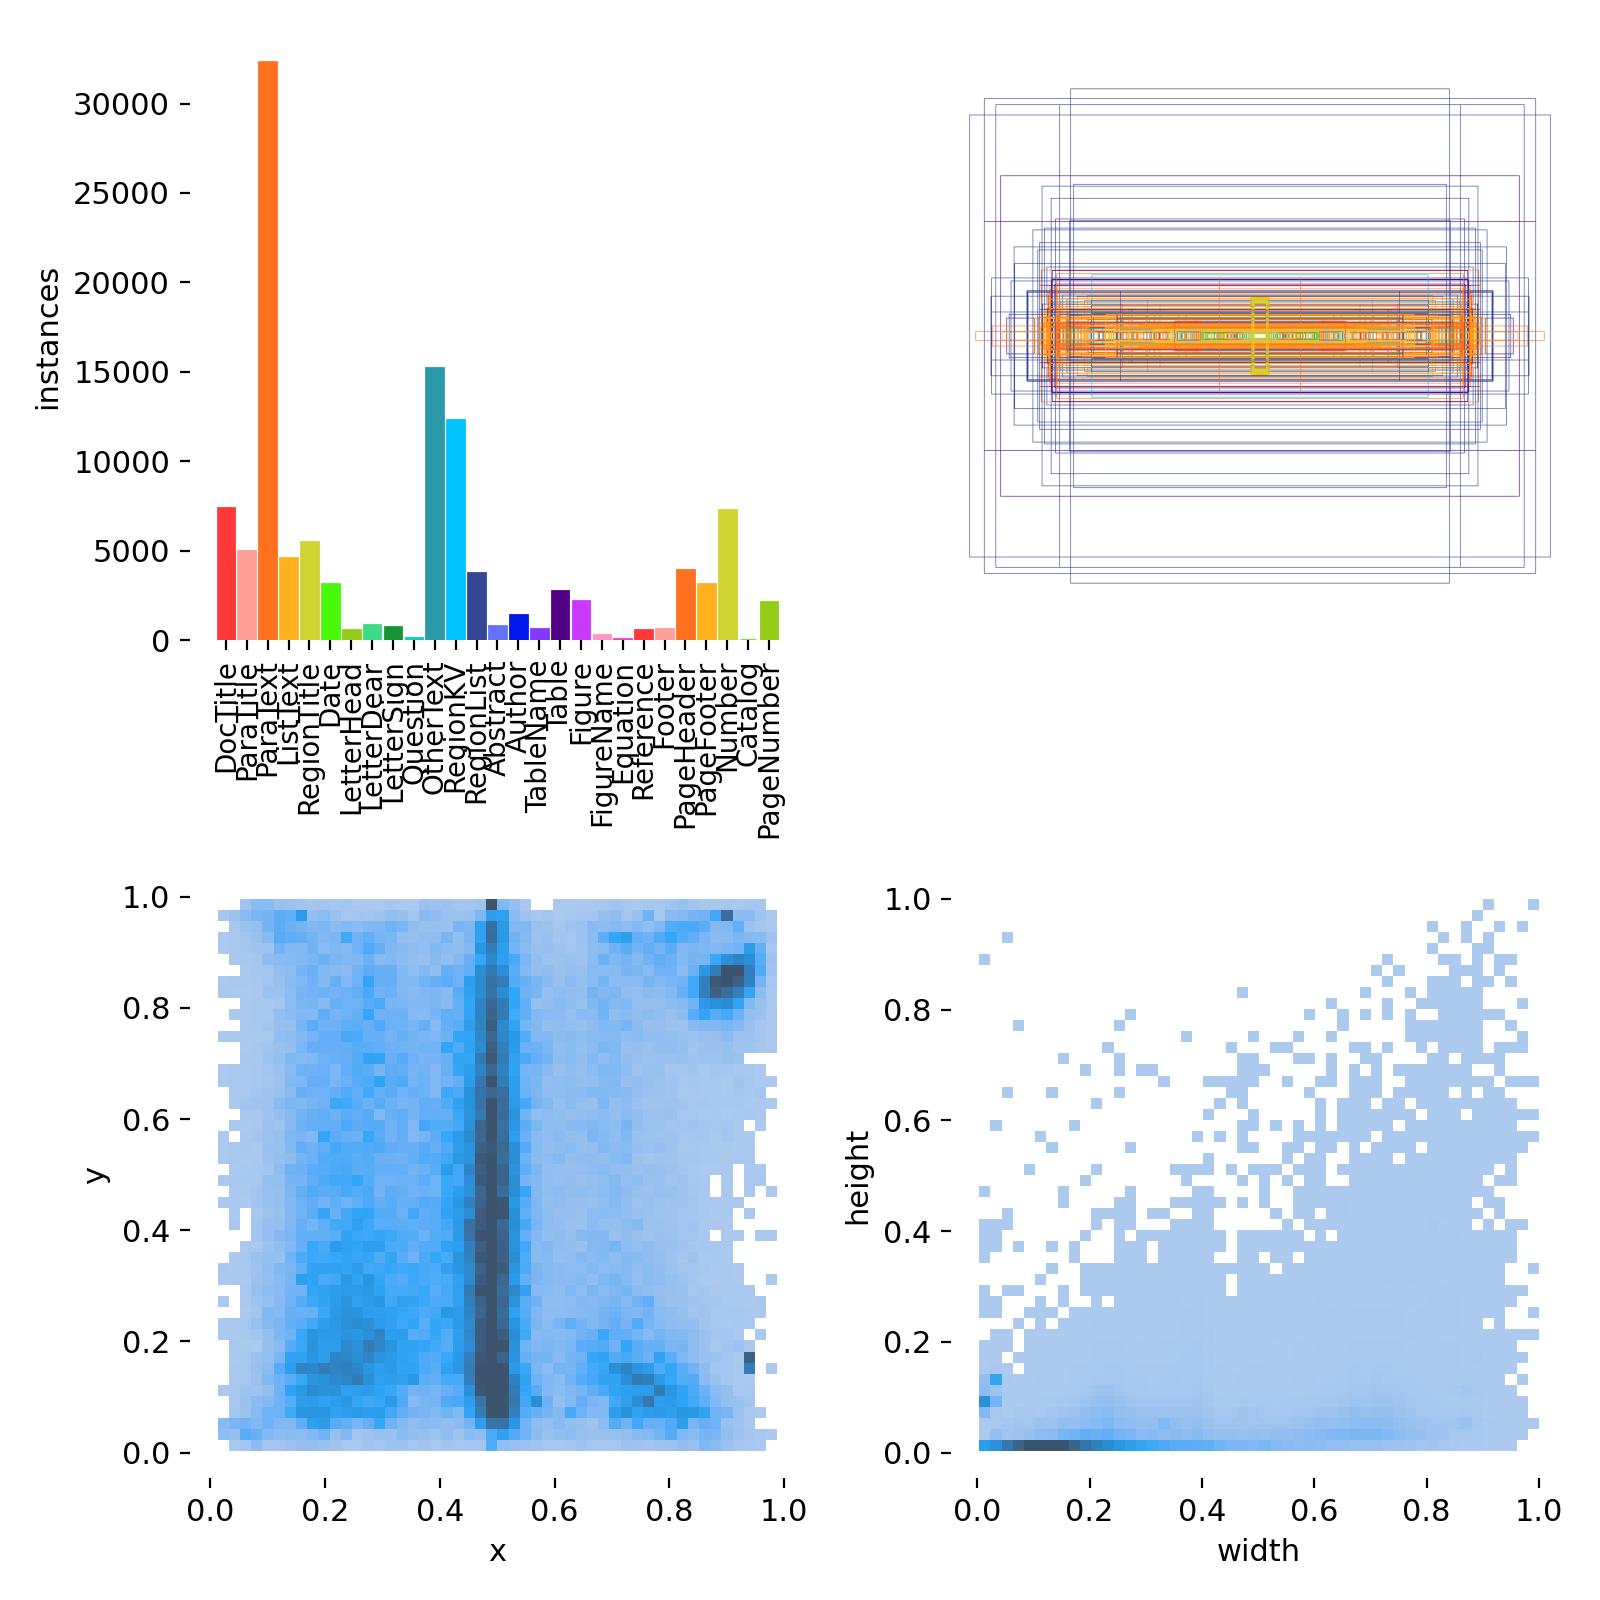 instances
30000
25000
20000
15000
10000
5000
0
DocTitle
ParaTitle
ParaText
ListText
RegionTitle
Date
LetterHead
LetterDear
LetterSign
Question
OtherText
RegionKV
RegionList
Abstract
Author
TableName
Table
Figure
FigureName
Equation
Reference
Footer
PageHeader
PageFooter
Number
Catalog
PageNumber
y
1.0
0.8
0.6
0.4
0.2
0.0
0.0 0.2 0.4 0.6 0.8 1.0
x
height
1.0
0.8
0.6
0.4
0.2
0.0
0.0 0.2 0.4 0.6 0.8 1.0
width